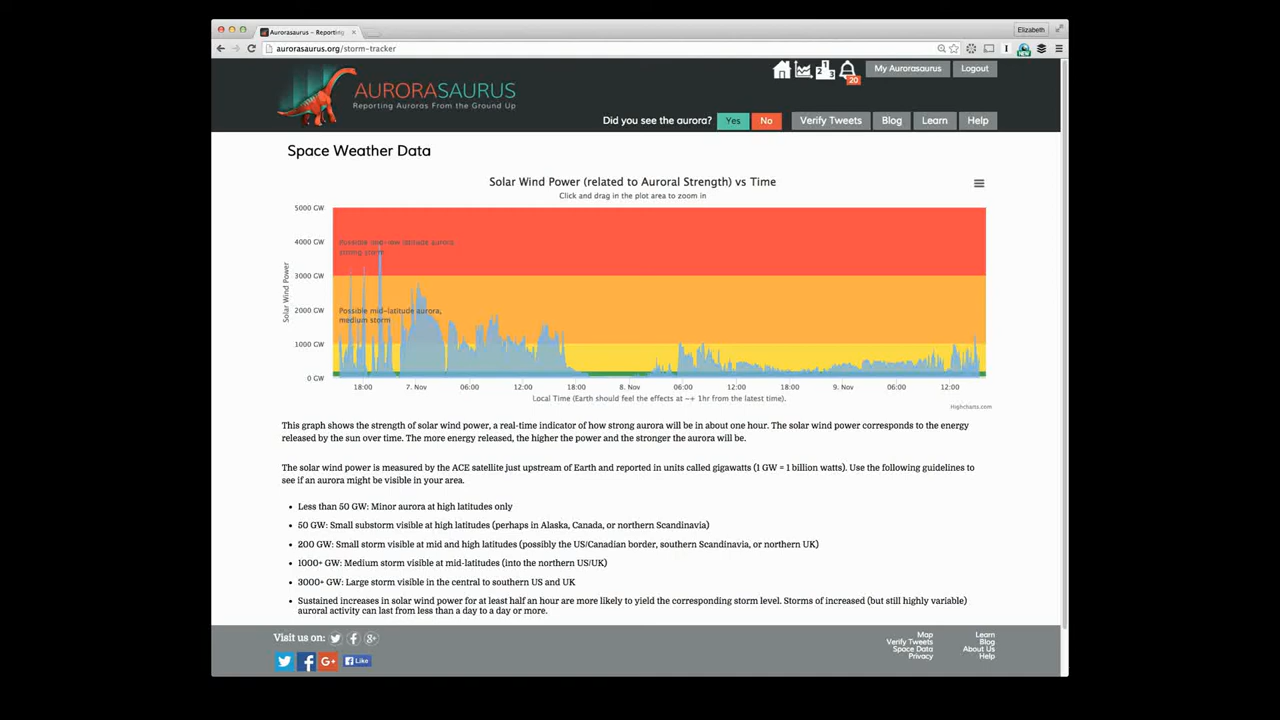 Aurorasaurus - Reporting
Elizabeth
aurorasaurus.org/storm-tracker
NEW
20
My Aurorasaurus
Logout
AURORASAURUS
Reporting Auroras From the Ground Up
Did you see the aurora?
Yes
No
Verify Tweets
Blog
Learn
Help
Space Weather Data
Solar Wind Power (related to Auroral Strength) vs Time
Click and drag in the plot area to zoom in
Solar Wind Power
5000 GW
4000 GW
3000 GW
2000 GW
1000 GW
0 GW
Possible mid-low latitude aurora
strong storm
Possible mid-latitude aurora,
medium storm
18:00
7. Nov
06:00
12:00
18:00
8. Nov
06:00
12:00
18:00
9. Nov
06:00
12:00
Local Time (Earth should feel the effects at ~+ 1hr from the latest time).
Highcharts.com
This graph shows the strength of solar wind power, a real-time indicator of how strong aurora will be in about one hour. The solar wind power corresponds to the energy
released by the sun over time. The more energy released, the higher the power and the stronger the aurora will be.
The solar wind power is measured by the ACE satellite just upstream of Earth and reported in units called gigawatts (1 GW = 1 billion watts). Use the following guidelines to
see if an aurora might be visible in your area.
• Less than 50 GW: Minor aurora at high latitudes only
• 50 GW: Small substorm visible at high latitudes (perhaps in Alaska, Canada, or northern Scandinavia)
• 200 GW: Small storm visible at mid and high latitudes (possibly the US/Canadian border, southern Scandinavia, or northern UK)
• 1000+ GW: Medium storm visible at mid-latitudes (into the northern US/UK)
• 3000+ GW: Large storm visible in the central to southern US and UK
• Sustained increases in solar wind power for at least half an hour are more likely to yield the corresponding storm level. Storms of increased (but still highly variable)
auroral activity can last from less than a day to a day or more.
Visit us on:
Like
Map
Verify Tweets
Space Data
Privacy
Learn
Blog
About Us
Help